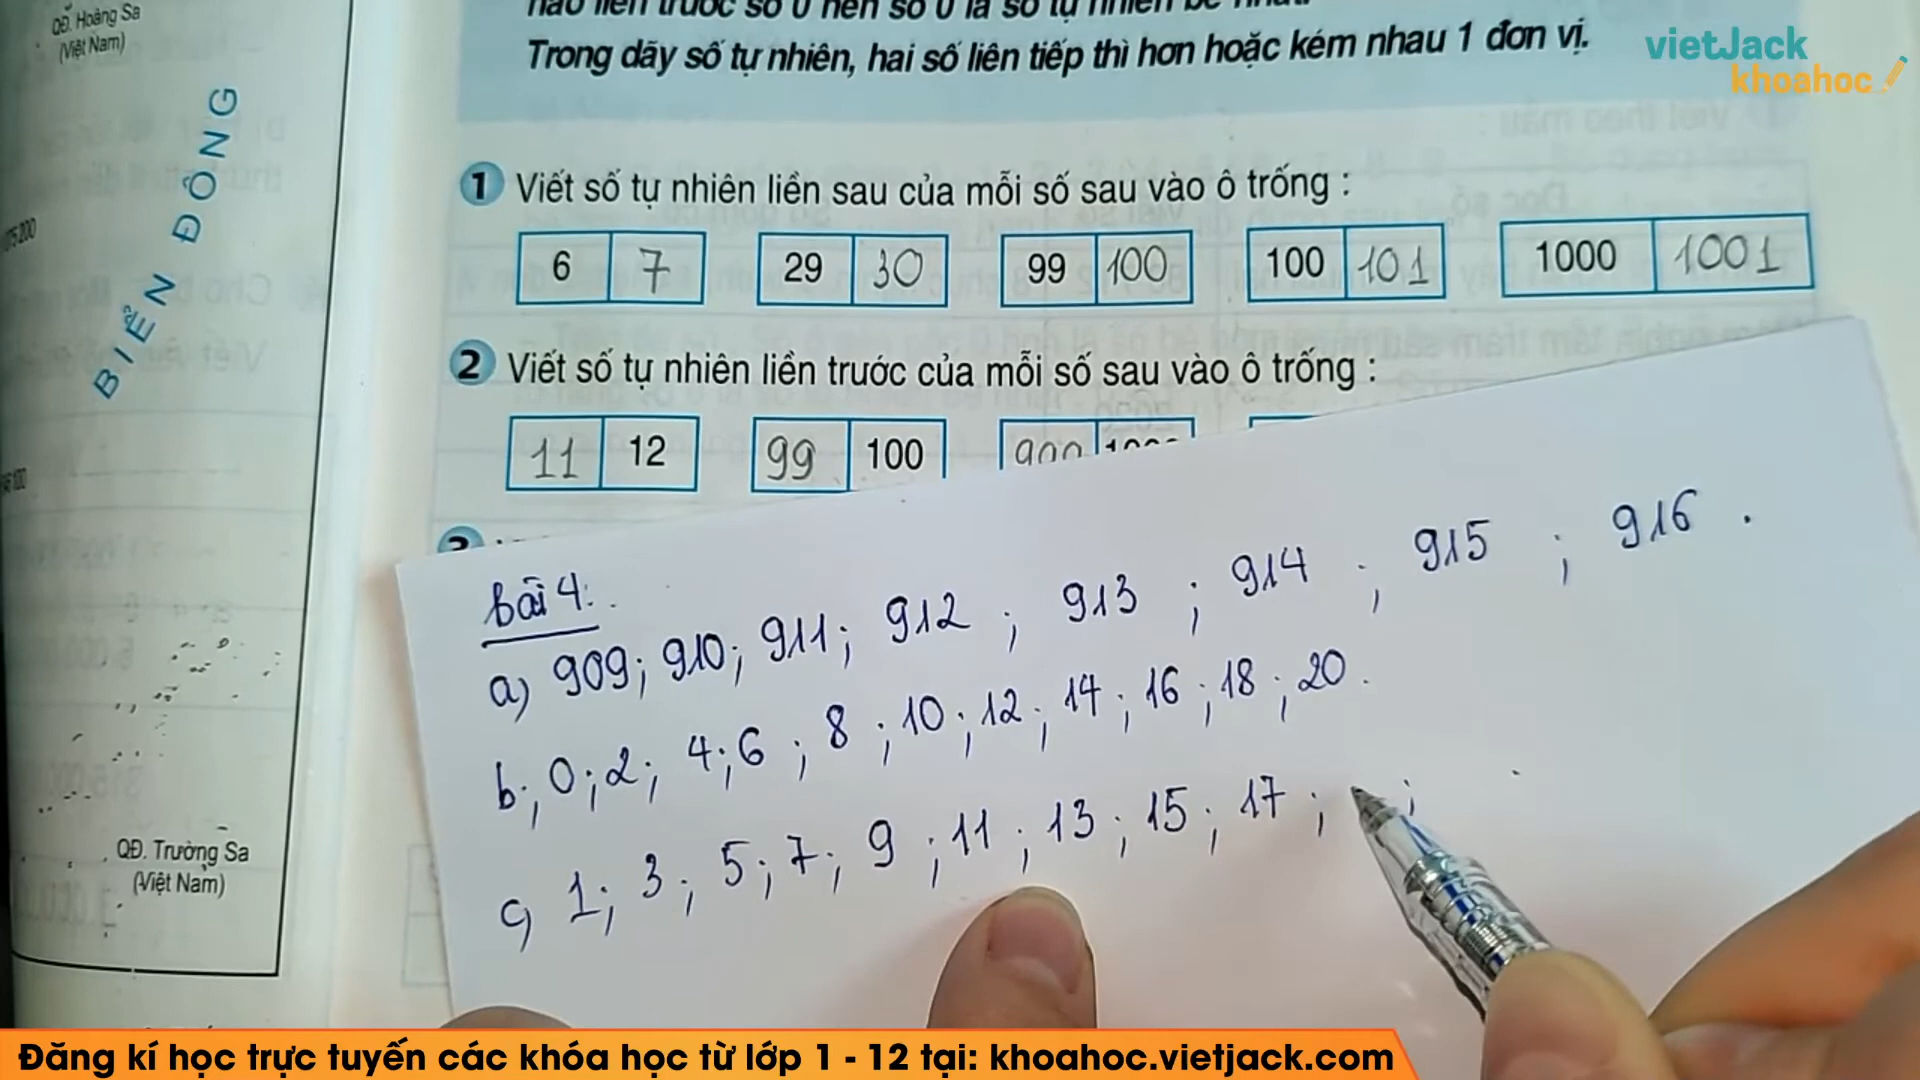 QĐ. Hoàng Sa
(Việt Nam)
BIỂN ĐÔNG
QĐ. Trường Sa
(Việt Nam)
Trong dãy số tự nhiên, hai số liên tiếp thì hơn hoặc kém nhau 1 đơn vị.
vietJack
khoahoc
1 Viết số tự nhiên liền sau của mỗi số sau vào ô trống :
6 7 29 30 99 100 100 101 1000 1001
2 Viết số tự nhiên liền trước của mỗi số sau vào ô trống :
11 12 99 100
bài 4:
a) 909; 910; 911; 912 ; 913 ; 914 ; 915 ; 916 .
b, 0; 2; 4; 6 ; 8 ; 10; 12; 14; 16; 18; 20.
c, 1; 3; 5; 7; 9; 11; 13; 15; 17; ;
Đăng kí học trực tuyến các khóa học từ lớp 1 - 12 tại: khoahoc.vietjack.com